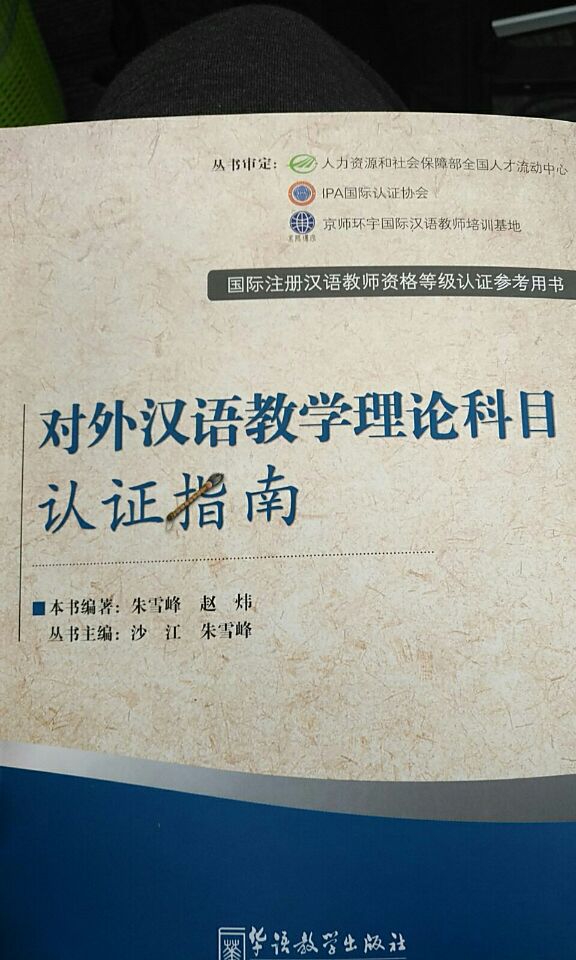 丛书审定：人力资源和社会保障部全国人才流动中心
IPA国际认证协会
京师环宇国际汉语教师培训基地
国际注册汉语教师资格等级认证参考用书
对外汉语教学理论科目
认证指南
本书编著：朱雪峰 赵 炜
丛书主编：沙 江 朱雪峰
华语教学出版社